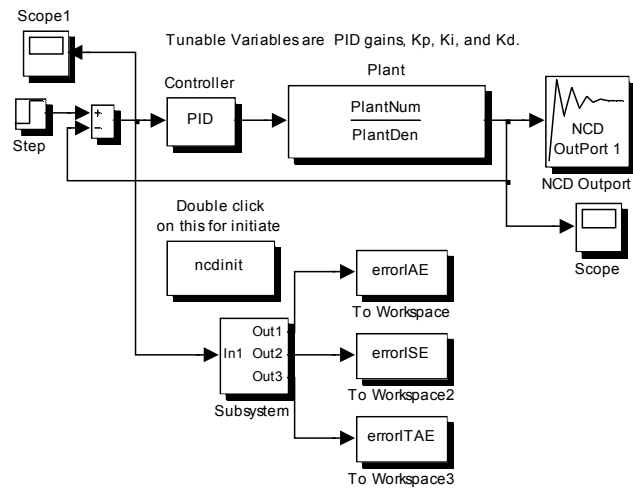 Scope1
Tunable Variables are PID gains, Kp, Ki, and Kd.
Controller
Plant
+
−
PID
PlantNum
PlantDen
NCD
OutPort 1
Step
NCD Outport
Double click
on this for initiate
ncdinit
Scope
errorIAE
To Workspace
In1
Out1
Out2
Out3
Subsystem
errorISE
To Workspace2
errorITAE
To Workspace3